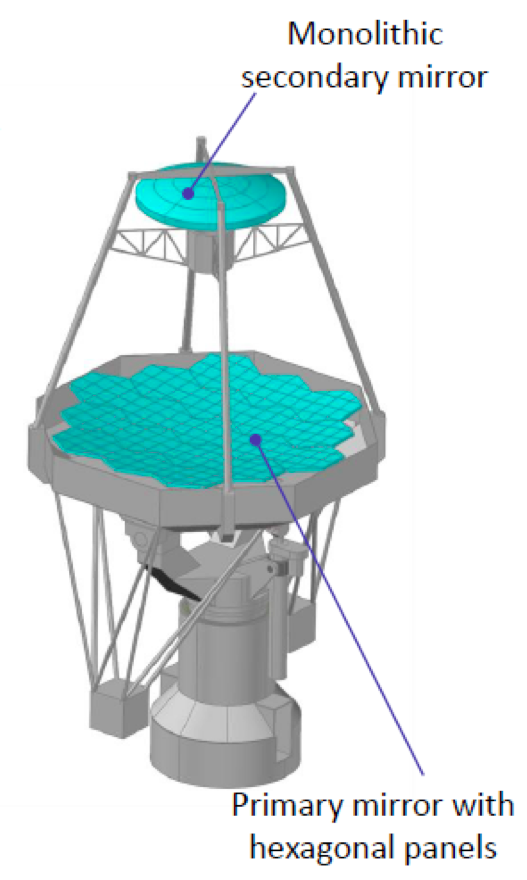 Monolithic
secondary mirror
Primary mirror with
hexagonal panels